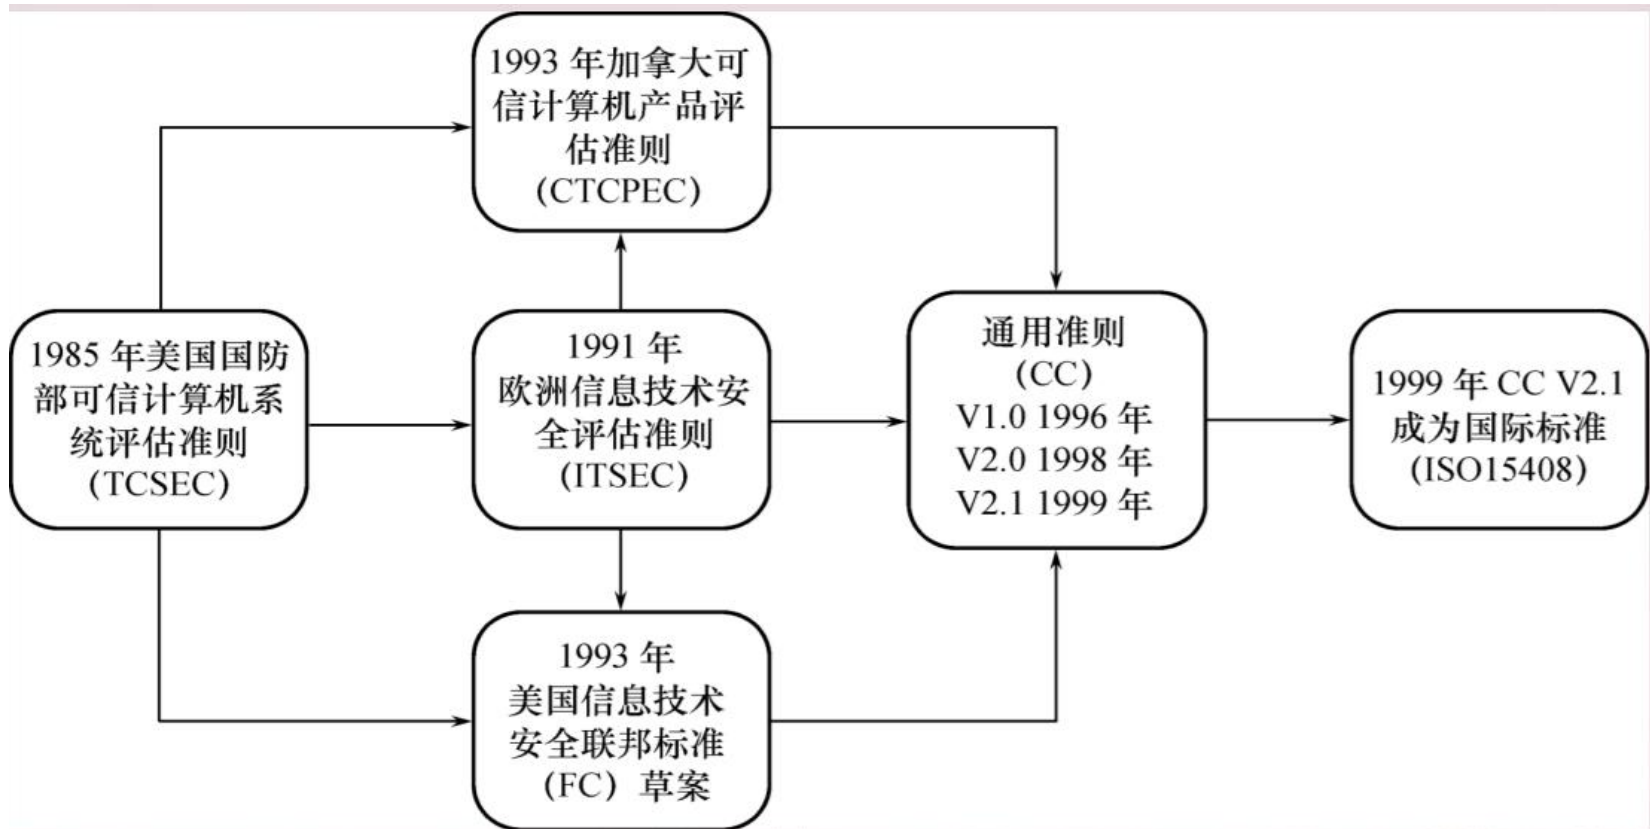 1993 年加拿大可
信计算机产品评
估准则
(CTCPEC)
1985 年美国国防
部可信计算机系
统评估准则
(TCSEC)
1991 年
欧洲信息技术安
全评估准则
(ITSEC)
通用准则
(CC)
V1.0 1996 年
V2.0 1998 年
V2.1 1999 年
1999 年 CC V2.1
成为国际标准
(ISO15408)
1993 年
美国信息技术
安全联邦标准
(FC) 草案